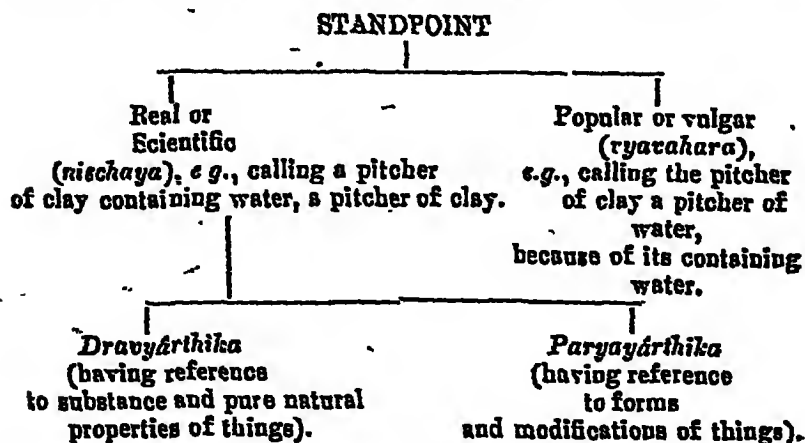 STANDPOINT
Real or
Scientific
(nischaya), e g., calling a pitcher
of clay containing water, a pitcher of clay.
Popular or vulgar
(vyavahara),
e.g., calling the pitcher
of clay a pitcher of
water,
because of its containing
water.
Dravyárthika
(having reference
to substance and pure natural
properties of things).
Paryayárthika
(having reference
to forms
and modifications of things).